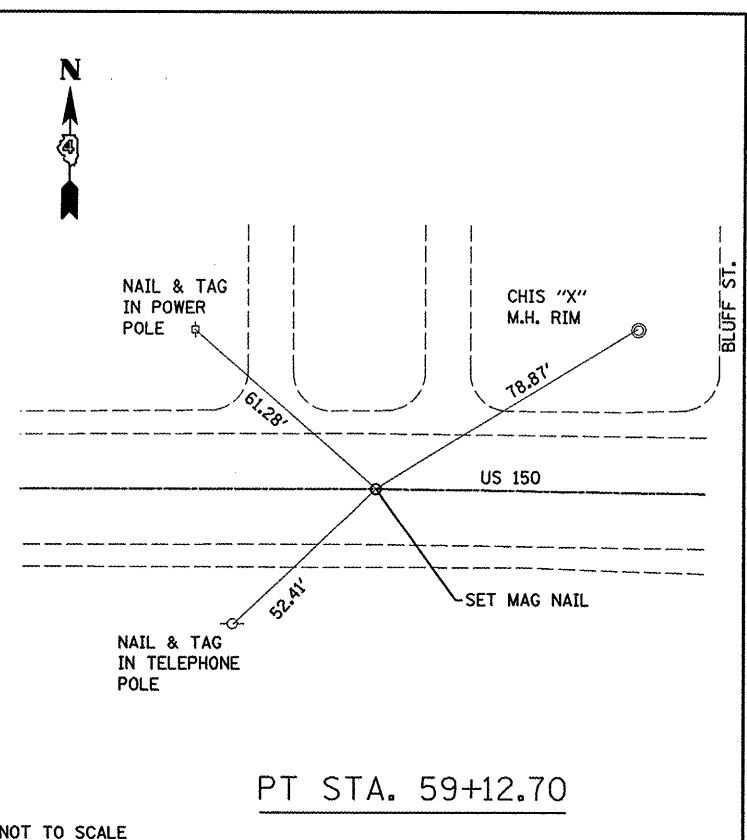 N
4
NAIL & TAG
IN POWER
POLE
CHIS "X"
M.H. RIM
BLUFF ST.
61.28'
78.87'
US 150
52.41'
SET MAG NAIL
NAIL & TAG
IN TELEPHONE
POLE
PT STA. 59+12.70
NOT TO SCALE